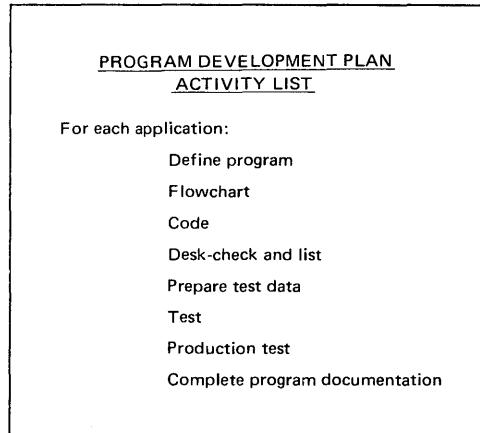 PROGRAM DEVELOPMENT PLAN
ACTIVITY LIST
For each application:
Define program
Flowchart
Code
Desk-check and list
Prepare test data
Test
Production test
Complete program documentation